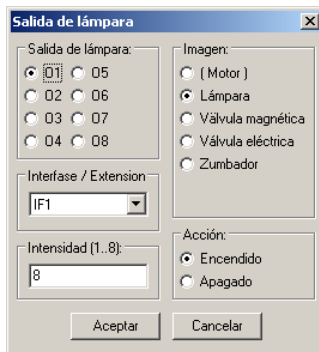 Salida de lámpara
Salida de lámpara:
O1 O5
O2 O6
O3 O7
O4 O8
Interfase / Extension
IF1
Intensidad (1..8):
8
Imagen:
( Motor )
Lámpara
Vàlvula magnética
Válvula eléctrica
Zumbador
Acción:
Encendido
Apagado
Aceptar
Cancelar